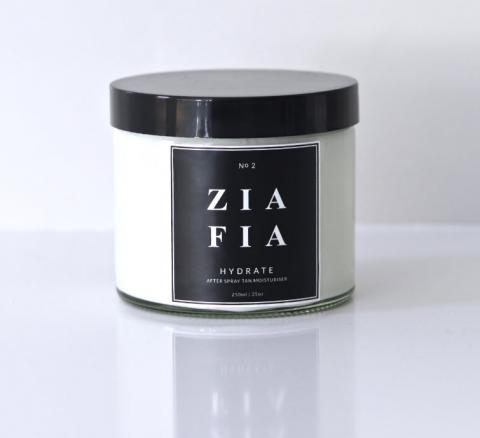 Nº 2
ZIA
FIA
HYDRATE
AFTER SPRAY TAN MOISTURISER
250ml | 25oz